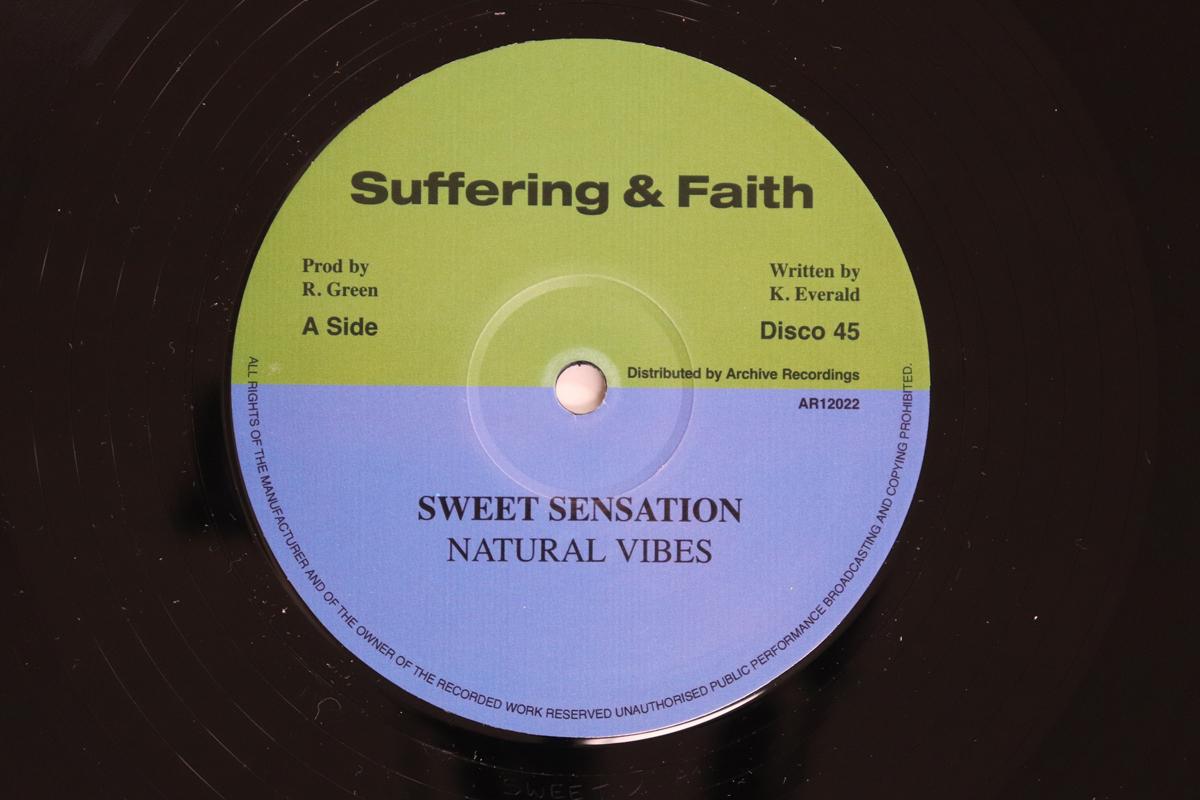 Suffering & Faith
Prod by
R. Green
Written by
K. Everald
A Side
Disco 45
Distributed by Archive Recordings
AR12022
SWEET SENSATION
NATURAL VIBES
ALL RIGHTS OF THE MANUFACTURER AND OF THE OWNER OF THE RECORDED WORK RESERVED UNAUTHORISED PUBLIC PERFORMANCE BROADCASTING AND COPYING PROHIBITED.
SWEET